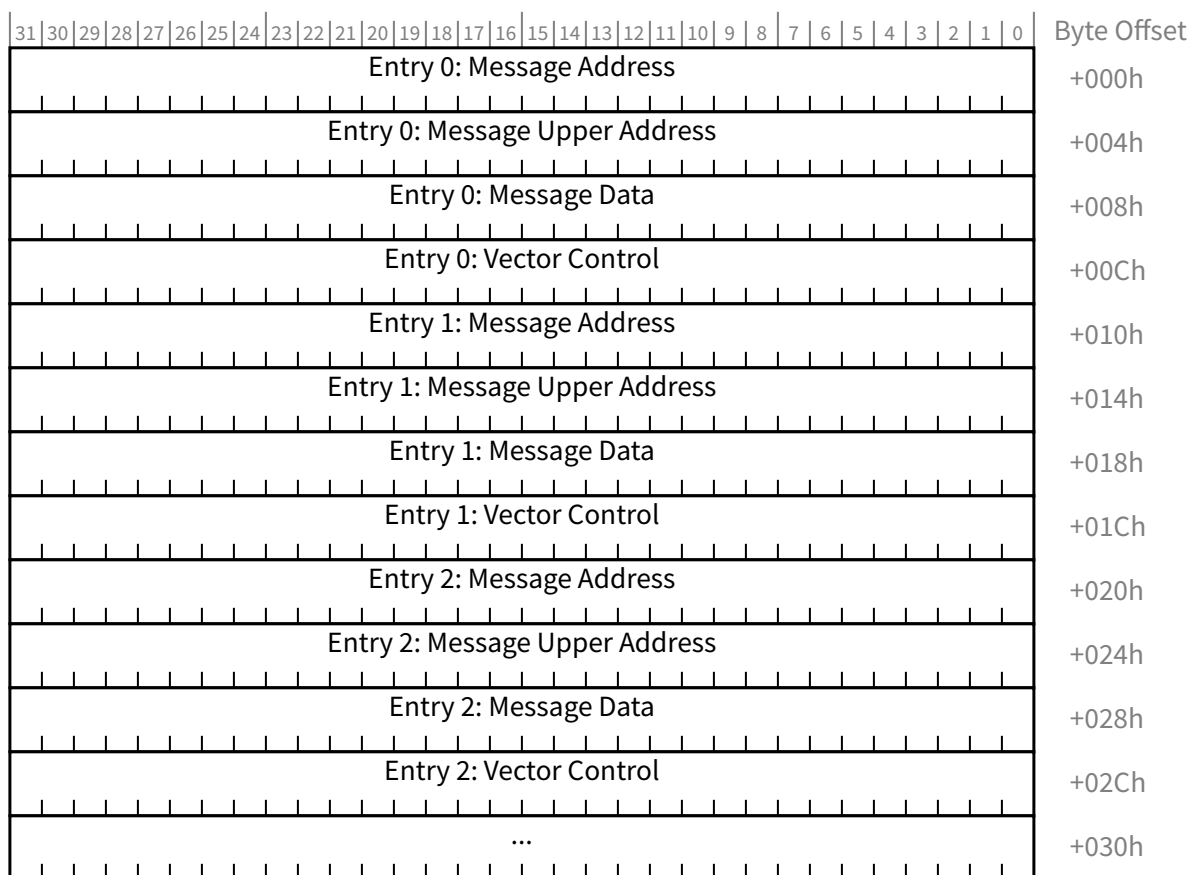 31 30 29 28 27 26 25 24 23 22 21 20 19 18 17 16 15 14 13 12 11 10 9 8 7 6 5 4 3 2 1 0 Byte Offset
Entry 0: Message Address +000h
Entry 0: Message Upper Address +004h
Entry 0: Message Data +008h
Entry 0: Vector Control +00Ch
Entry 1: Message Address +010h
Entry 1: Message Upper Address +014h
Entry 1: Message Data +018h
Entry 1: Vector Control +01Ch
Entry 2: Message Address +020h
Entry 2: Message Upper Address +024h
Entry 2: Message Data +028h
Entry 2: Vector Control +02Ch
... +030h